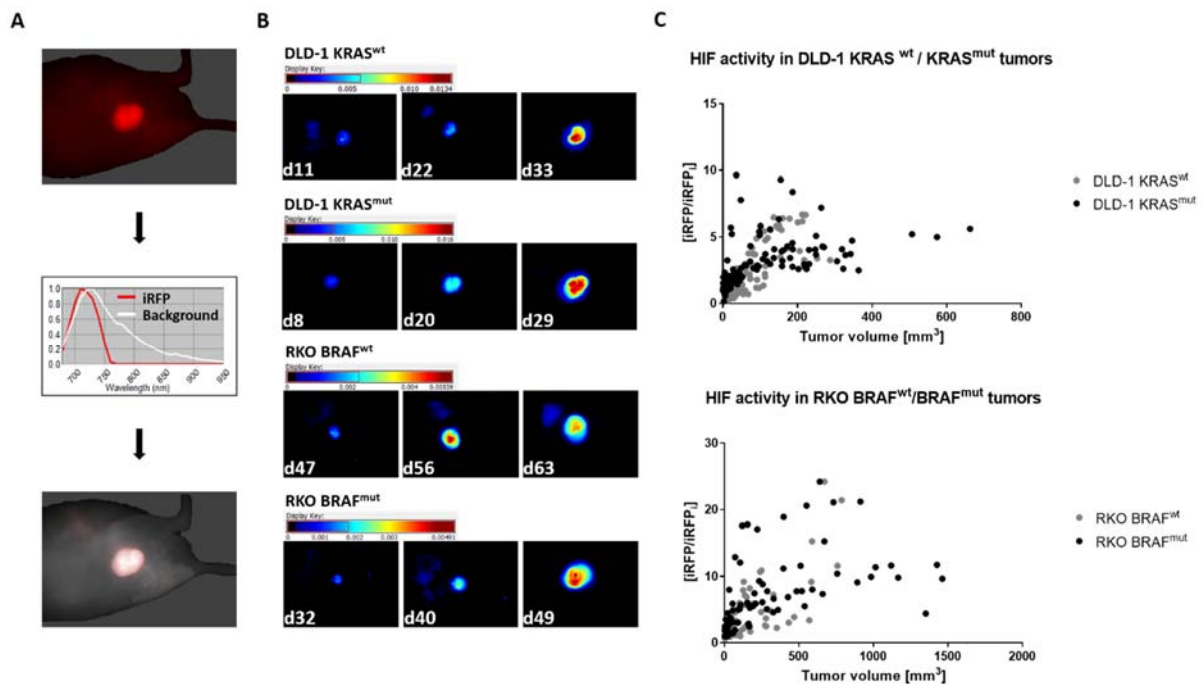 A
iRFP
Background
1.0
0.8
0.6
0.4
0.2
0.0
700 750 800 850 900 950
Wavelength (nm)
B
DLD-1 KRASwt
Display Key:
0 0.005 0.010 0.0134
d11 d22 d33
DLD-1 KRASmut
Display Key:
0 0.005 0.010 0.016
d8 d20 d29
RKO BRAFwt
Display Key:
0 0.002 0.004
d47 d56 d63
RKO BRAFmut
Display Key:
0 0.001 0.002 0.003
d32 d40 d49
C
HIF activity in DLD-1 KRAS wt / KRASmut tumors
15
10
5
0
[iRFP/iRFPi]
0 200 400 600 800
Tumor volume [mm3]
DLD-1 KRASwt
DLD-1 KRASmut
HIF activity in RKO BRAFwt/BRAFmut tumors
30
20
10
0
[iRFP/iRFPi]
0 500 1000 1500 2000
Tumor volume [mm3]
RKO BRAFwt
RKO BRAFmut